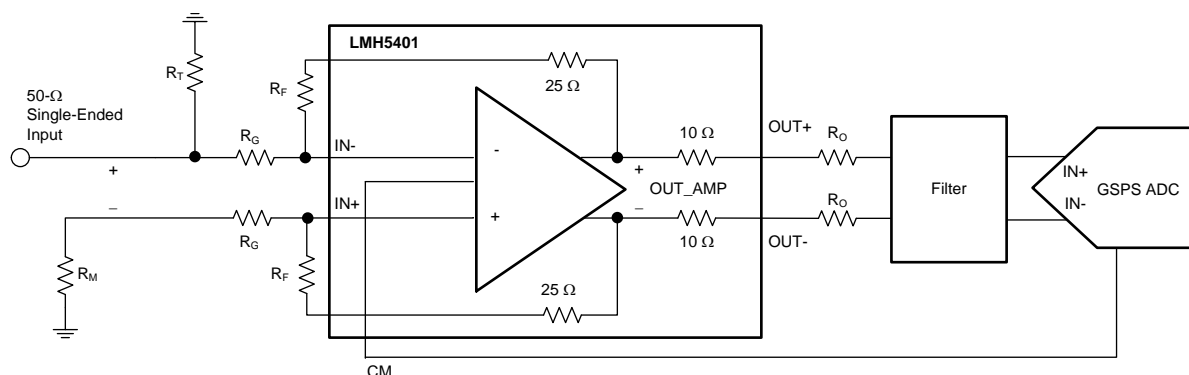 LMH5401
R_T
R_F
25 Ω
50-Ω
Single-Ended
Input
R_G
IN-
-
10 Ω
OUT+
R_O
+
+
OUT_AMP
Filter
IN+
GSPS ADC
IN-
–
IN+
+
–
R_G
10 Ω
OUT-
R_O
R_M
R_F
25 Ω
CM